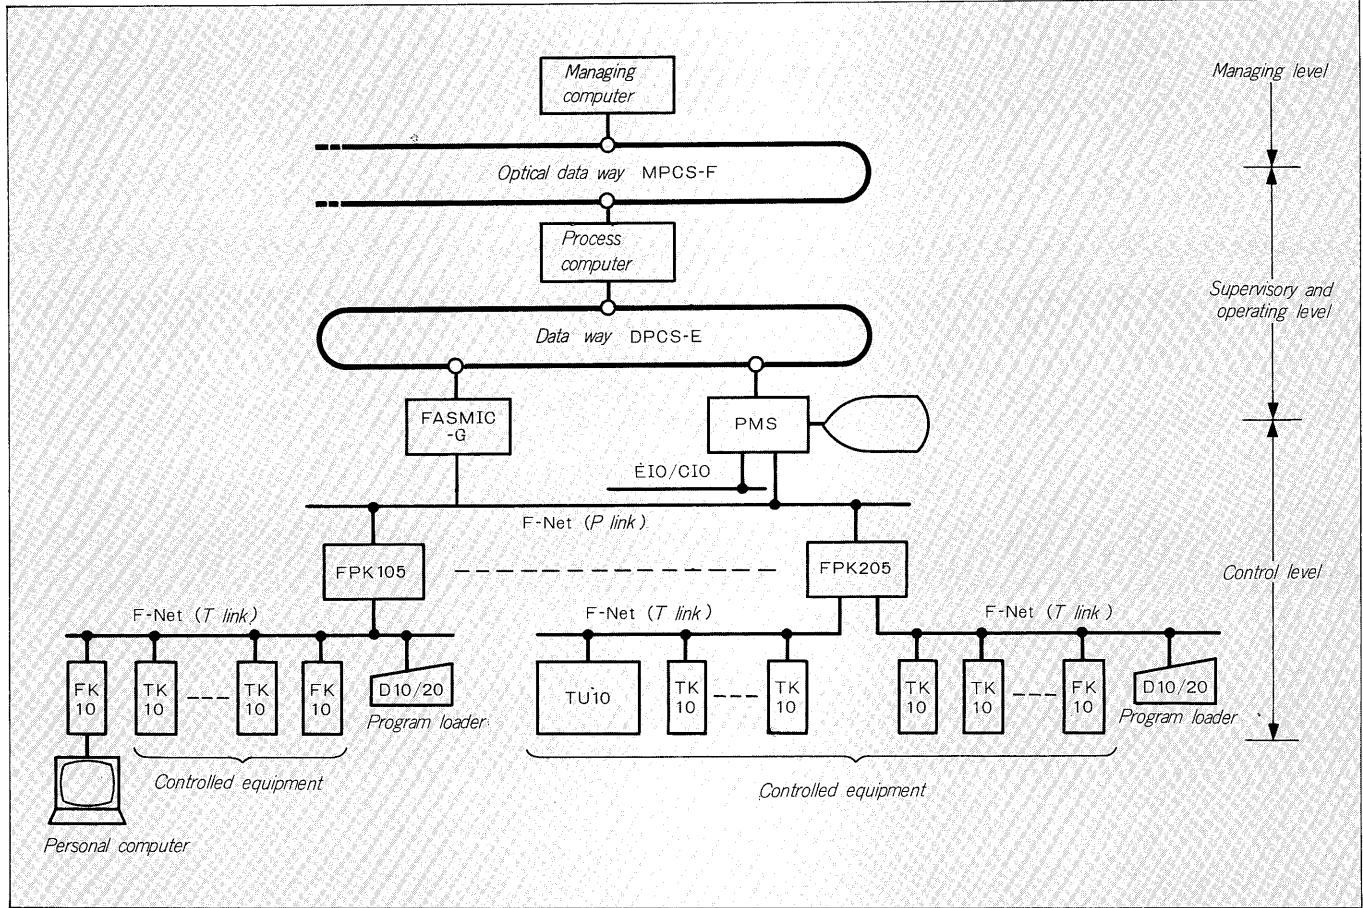 Managing level
Managing
computer
Optical data way MPCS-F
Process
computer
Supervisory and
operating level
Data way DPCS-E
FASMIC
-G
PMS
EIO/CIO
F-Net (P link)
FPK105
FPK205
Control level
F-Net (T link)
F-Net (T link)
F-Net (T link)
FK
10
TK
10
TK
10
FK
10
D10/20
Program loader
TU10
TK
10
TK
10
TK
10
TK
10
FK
10
D10/20
Program loader
Controlled equipment
Controlled equipment
Personal computer